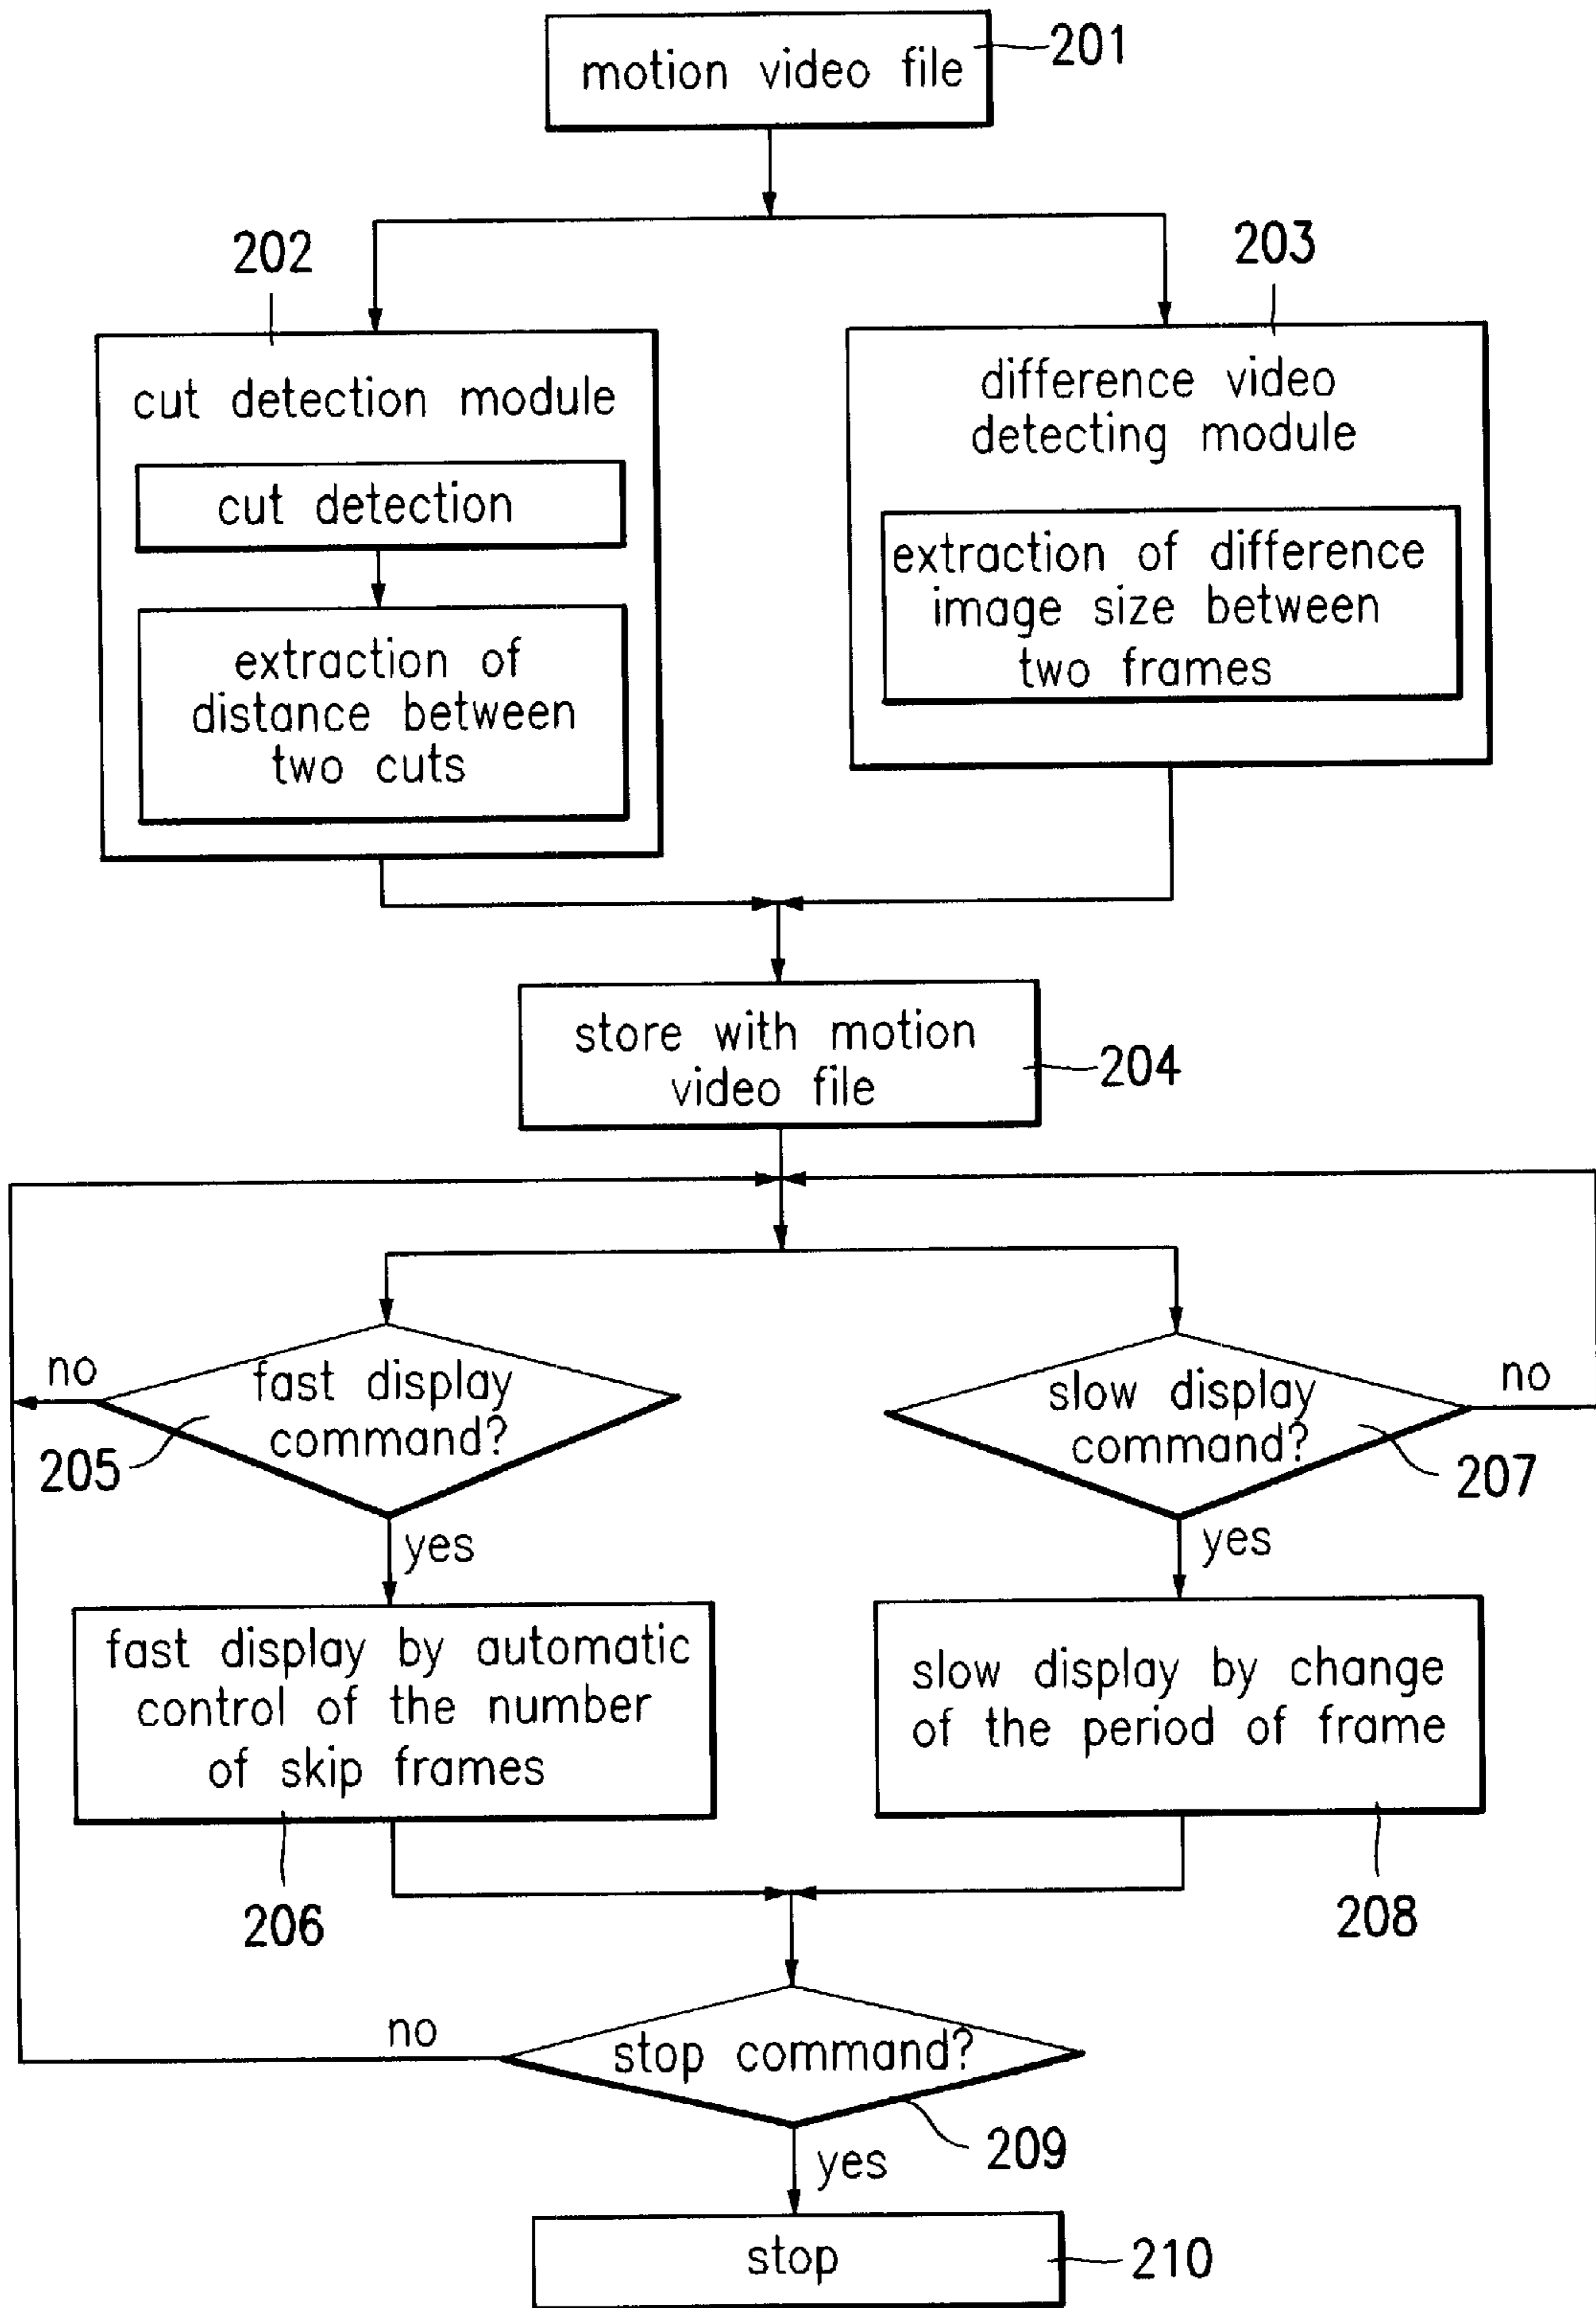 motion video file
201
202
203
cut detection module
cut detection
extraction of
distance between
two cuts
difference video
detecting module
extraction of difference
image size between
two frames
store with motion
video file
204
no
fast display
command?
205
yes
slow display
command?
no
207
yes
fast display by automatic
control of the number
of skip frames
206
slow display by change
of the period of frame
208
no
stop command?
209
yes
stop
210